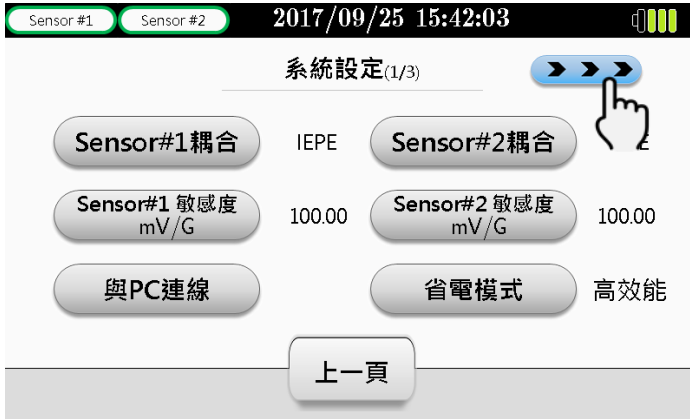 Sensor #1 Sensor #2 2017/09/25 15:42:03
系統設定(1/3)
Sensor#1耦合 IEPE Sensor#2耦合 E
Sensor#1 敏感度 Sensor#2 敏感度
mV/G 100.00 mV/G 100.00
與PC連線 省電模式 高效能
上一頁